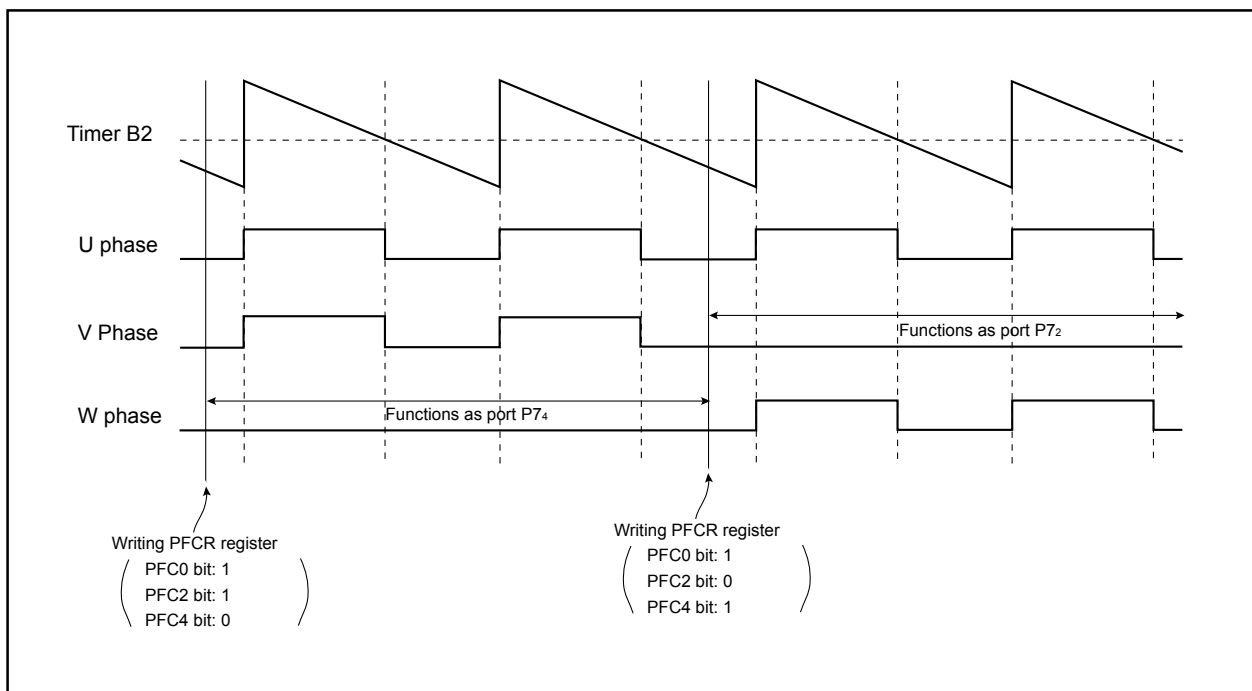 Timer B2
U phase
V Phase
Functions as port P7₂
W phase
Functions as port P7₄
Writing PFCR register
PFC0 bit: 1
PFC2 bit: 1
PFC4 bit: 0
Writing PFCR register
PFC0 bit: 1
PFC2 bit: 0
PFC4 bit: 1